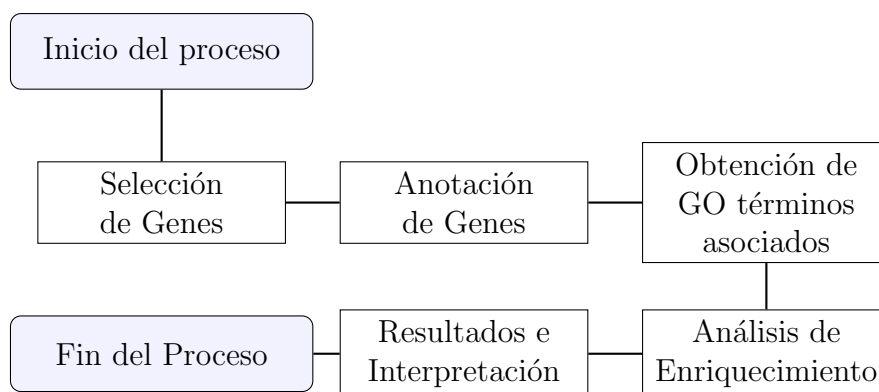 Inicio del proceso
Selección
de Genes
Anotación
de Genes
Obtención de
GO términos
asociados
Análisis de
Enriquecimiento
Resultados e
Interpretación
Fin del Proceso